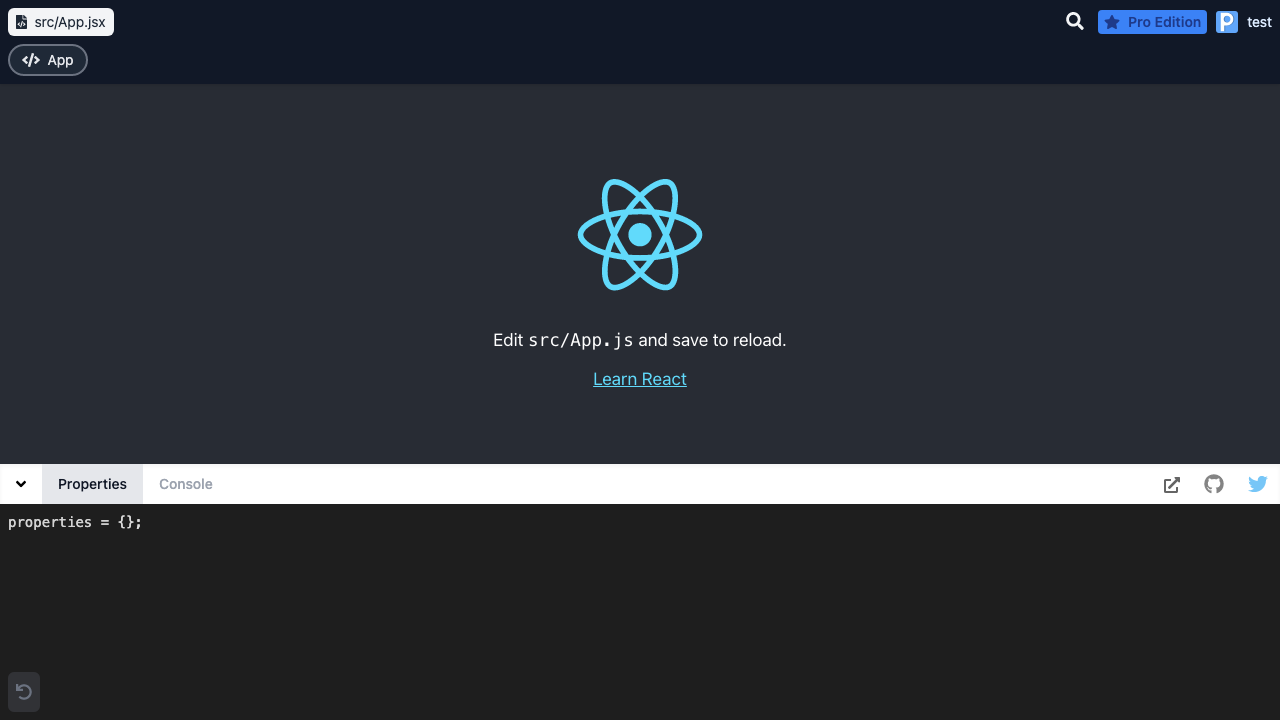 src/App.jsx
Pro Edition
test
App
Edit src/App.js and save to reload.
Learn React
Properties
Console
properties = {};